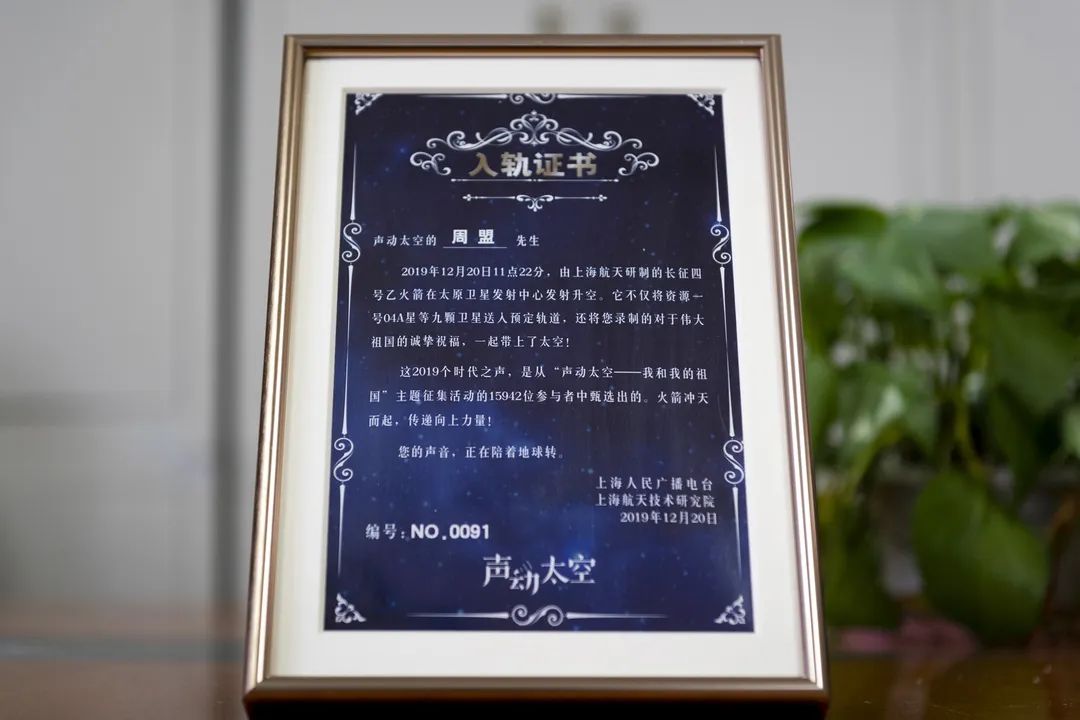 入轨证书
声动太空的 周盟 先生
2019年12月20日11点22分，由上海航天研制的长征四
号乙火箭在太原卫星发射中心发射升空。它不仅将资源一
号04A星等九颗卫星送入预定轨道，还将您录制的对于伟大
祖国的诚挚祝福，一起带上了太空！
这2019个时代之声，是从“声动太空——我和我的祖
国”主题征集活动的15942位参与者中甄选出的。火箭冲天
而起，传递向上力量！
您的声音，正在陪着地球转。
上海人民广播电台
上海航天技术研究院
2019年12月20日
编号：NO.0091
声动太空